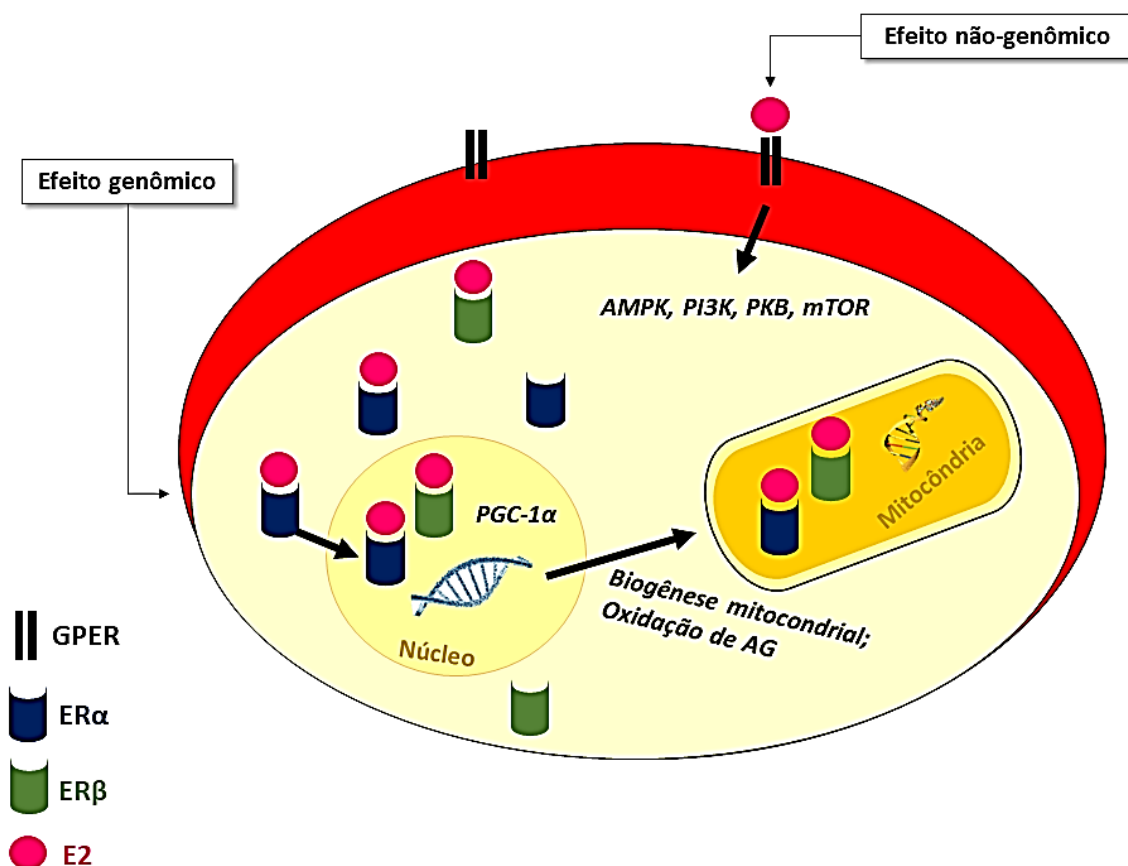 Efeito não-genômico
Efeito genômico
AMPK, PI3K, PKB, mTOR
PGC-1α
Mitocôndria
Biogênese mitocondrial;
Oxidação de AG
Núcleo
GPER
ERα
ERβ
E2